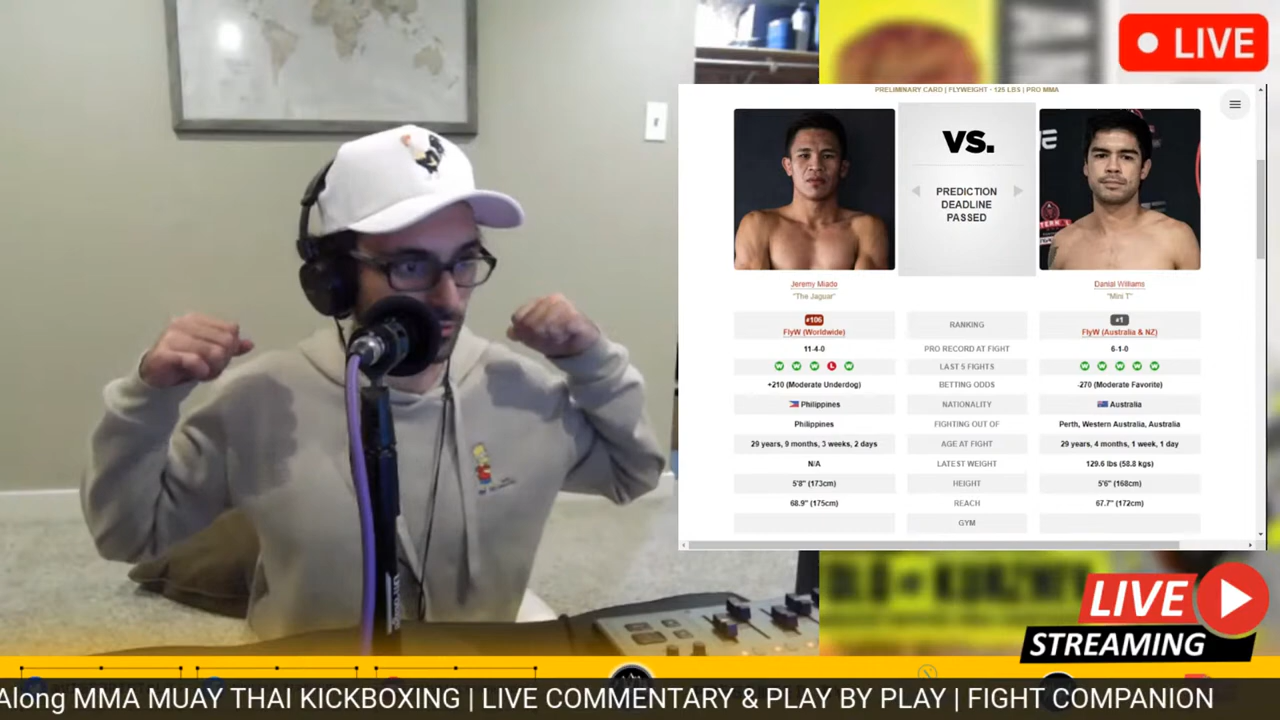 LIVE
PRELIMINARY CARD | FLYWEIGHT · 125 LBS | PRO MMA
VS.
PREDICTION
DEADLINE
PASSED
Jeremy Miado
Danial Williams
"The Jaguar"
"Mini T"
#106 RANKING #1
FlyW (Worldwide) FlyW (Australia & NZ)
11-4-0 PRO RECORD AT FIGHT 6-1-0
W W W L W LAST 5 FIGHTS W W W W W
+210 (Moderate Underdog) BETTING ODDS -270 (Moderate Favorite)
Philippines NATIONALITY Australia
Philippines FIGHTING OUT OF Perth, Western Australia, Australia
29 years, 9 months, 3 weeks, 2 days AGE AT FIGHT 29 years, 4 months, 1 week, 1 day
N/A LATEST WEIGHT 129.6 lbs (58.8 kgs)
5'8" (173cm) HEIGHT 5'6" (168cm)
68.9" (175cm) REACH 67.7" (172cm)
GYM
LIVE
STREAMING
Along MMA MUAY THAI KICKBOXING | LIVE COMMENTARY & PLAY BY PLAY | FIGHT COMPANION